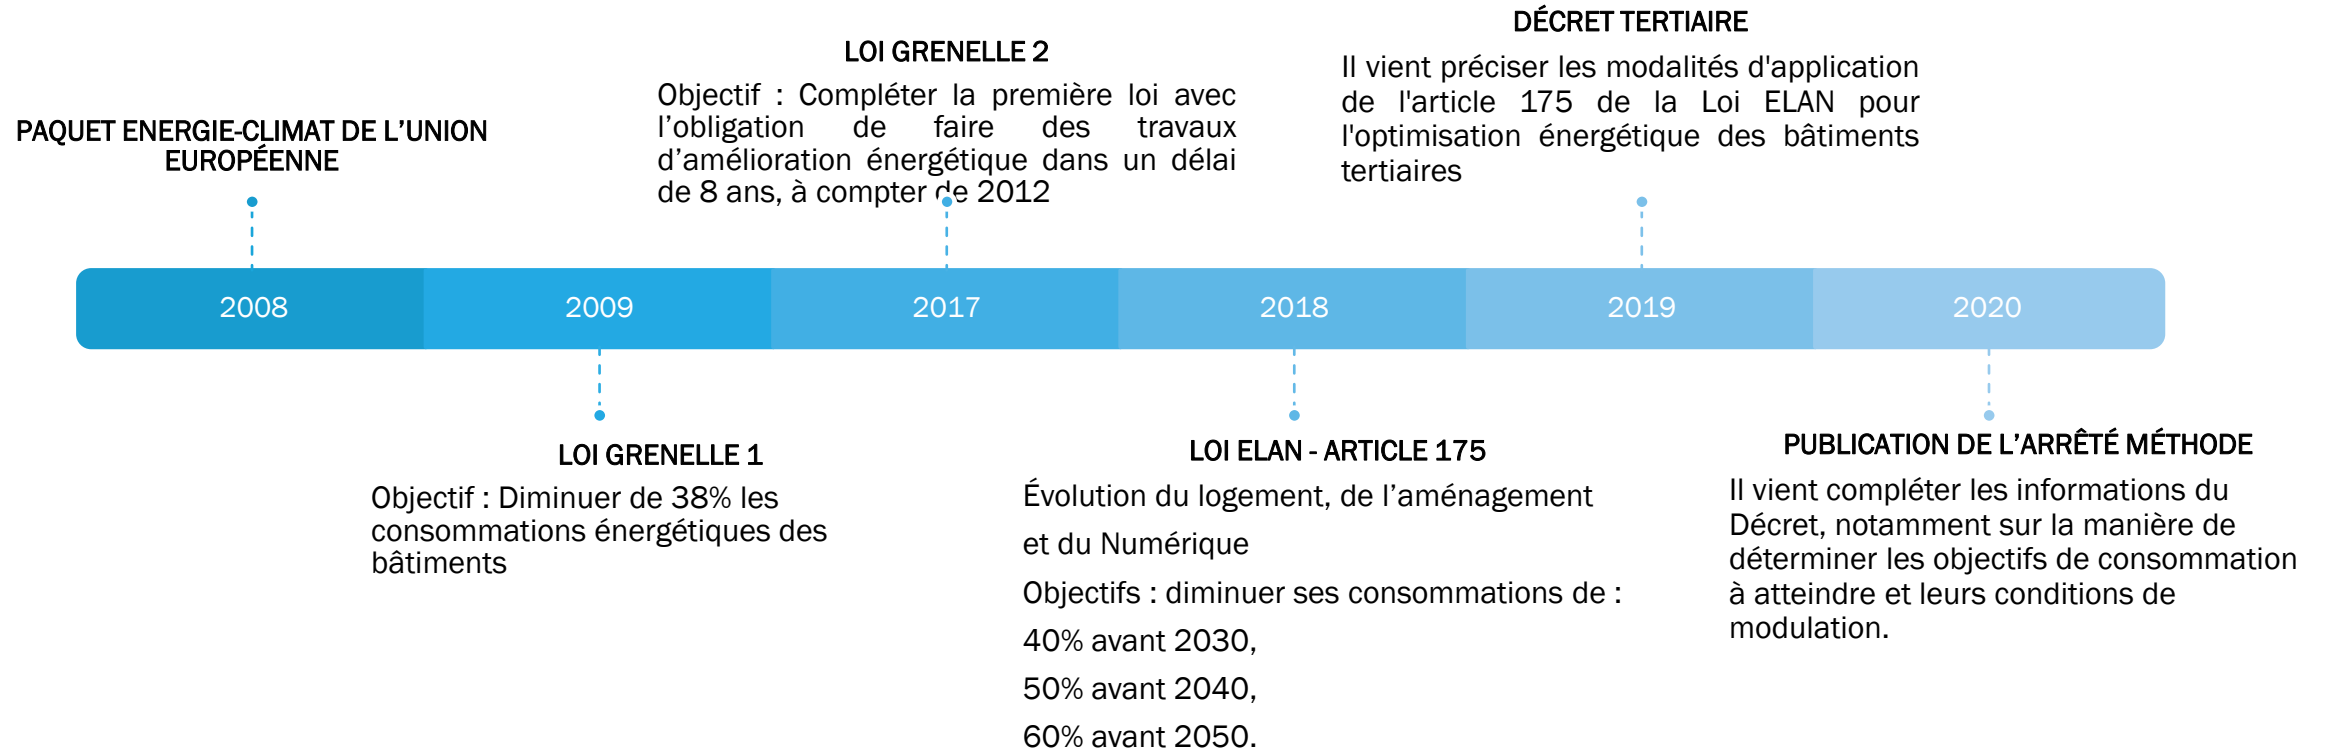 PAQUET ENERGIE-CLIMAT DE L’UNION
EUROPÉENNE
LOI GRENELLE 2
Objectif : Compléter la première loi avec
l’obligation de faire des travaux
d’amélioration énergétique dans un délai
de 8 ans, à compter de 2012
DÉCRET TERTIAIRE
Il vient préciser les modalités d'application
de l'article 175 de la Loi ELAN pour
l'optimisation énergétique des bâtiments
tertiaires
2008
2009
2017
2018
2019
2020
LOI GRENELLE 1
Objectif : Diminuer de 38% les
consommations énergétiques des
bâtiments
LOI ELAN - ARTICLE 175
Évolution du logement, de l’aménagement
et du Numérique
Objectifs : diminuer ses consommations de :
40% avant 2030,
50% avant 2040,
60% avant 2050.
PUBLICATION DE L’ARRÊTÉ MÉTHODE
Il vient compléter les informations du
Décret, notamment sur la manière de
déterminer les objectifs de consommation
à atteindre et leurs conditions de
modulation.